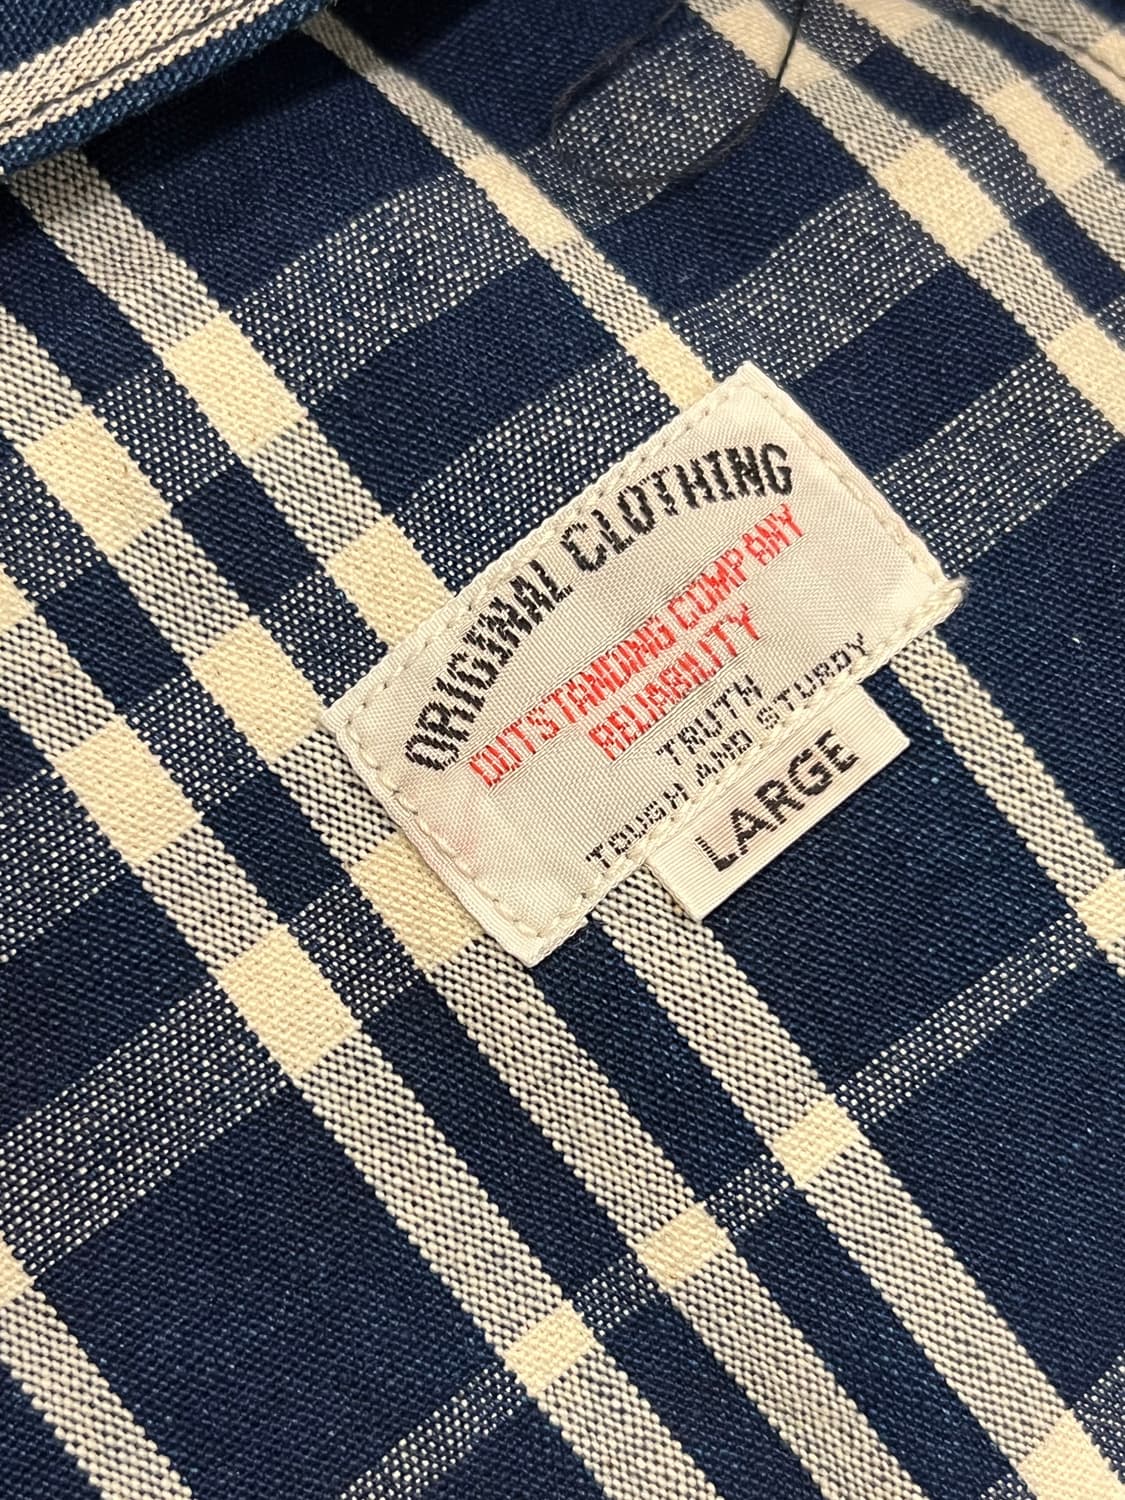 ORIGINAL CLOTHING
OUTSTANDING COMPANY
RELIABILITY
TRUTH
TOUGH AND STURDY
LARGE